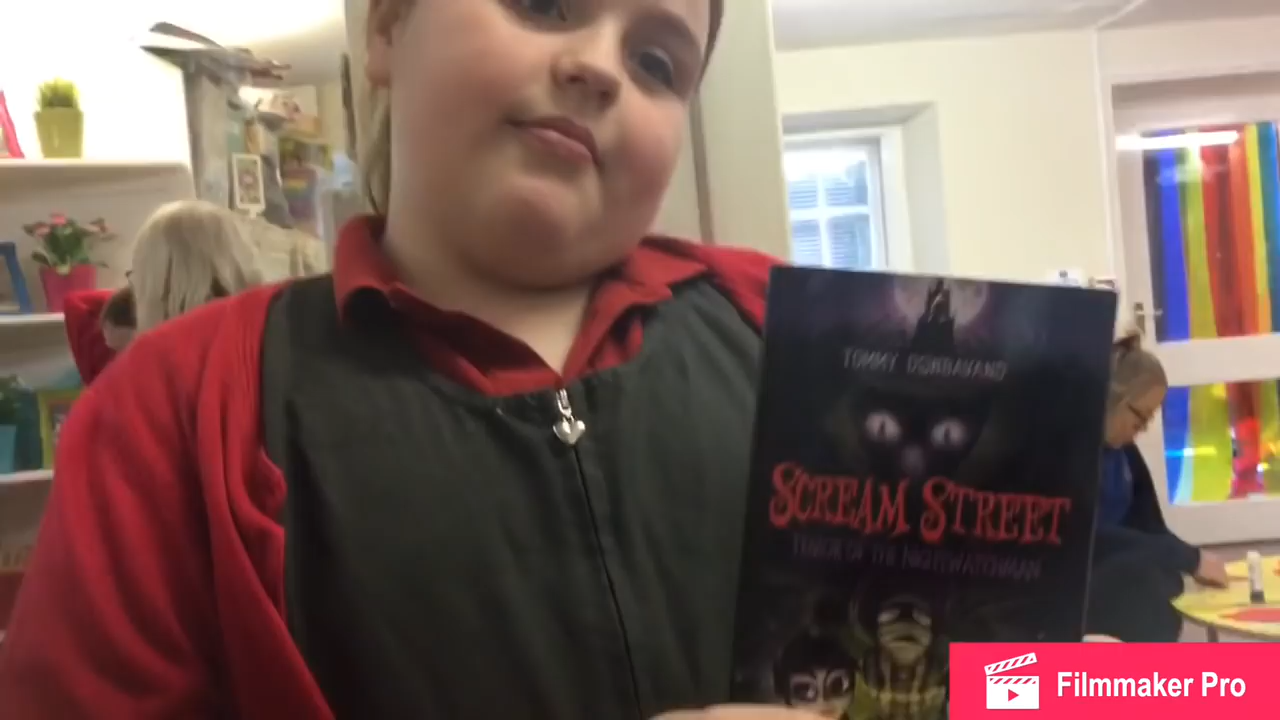 TOMMY DONBAVAND
SCREAM STREET
TERROR OF THE NIGHTWATCHMAN
Filmmaker Pro